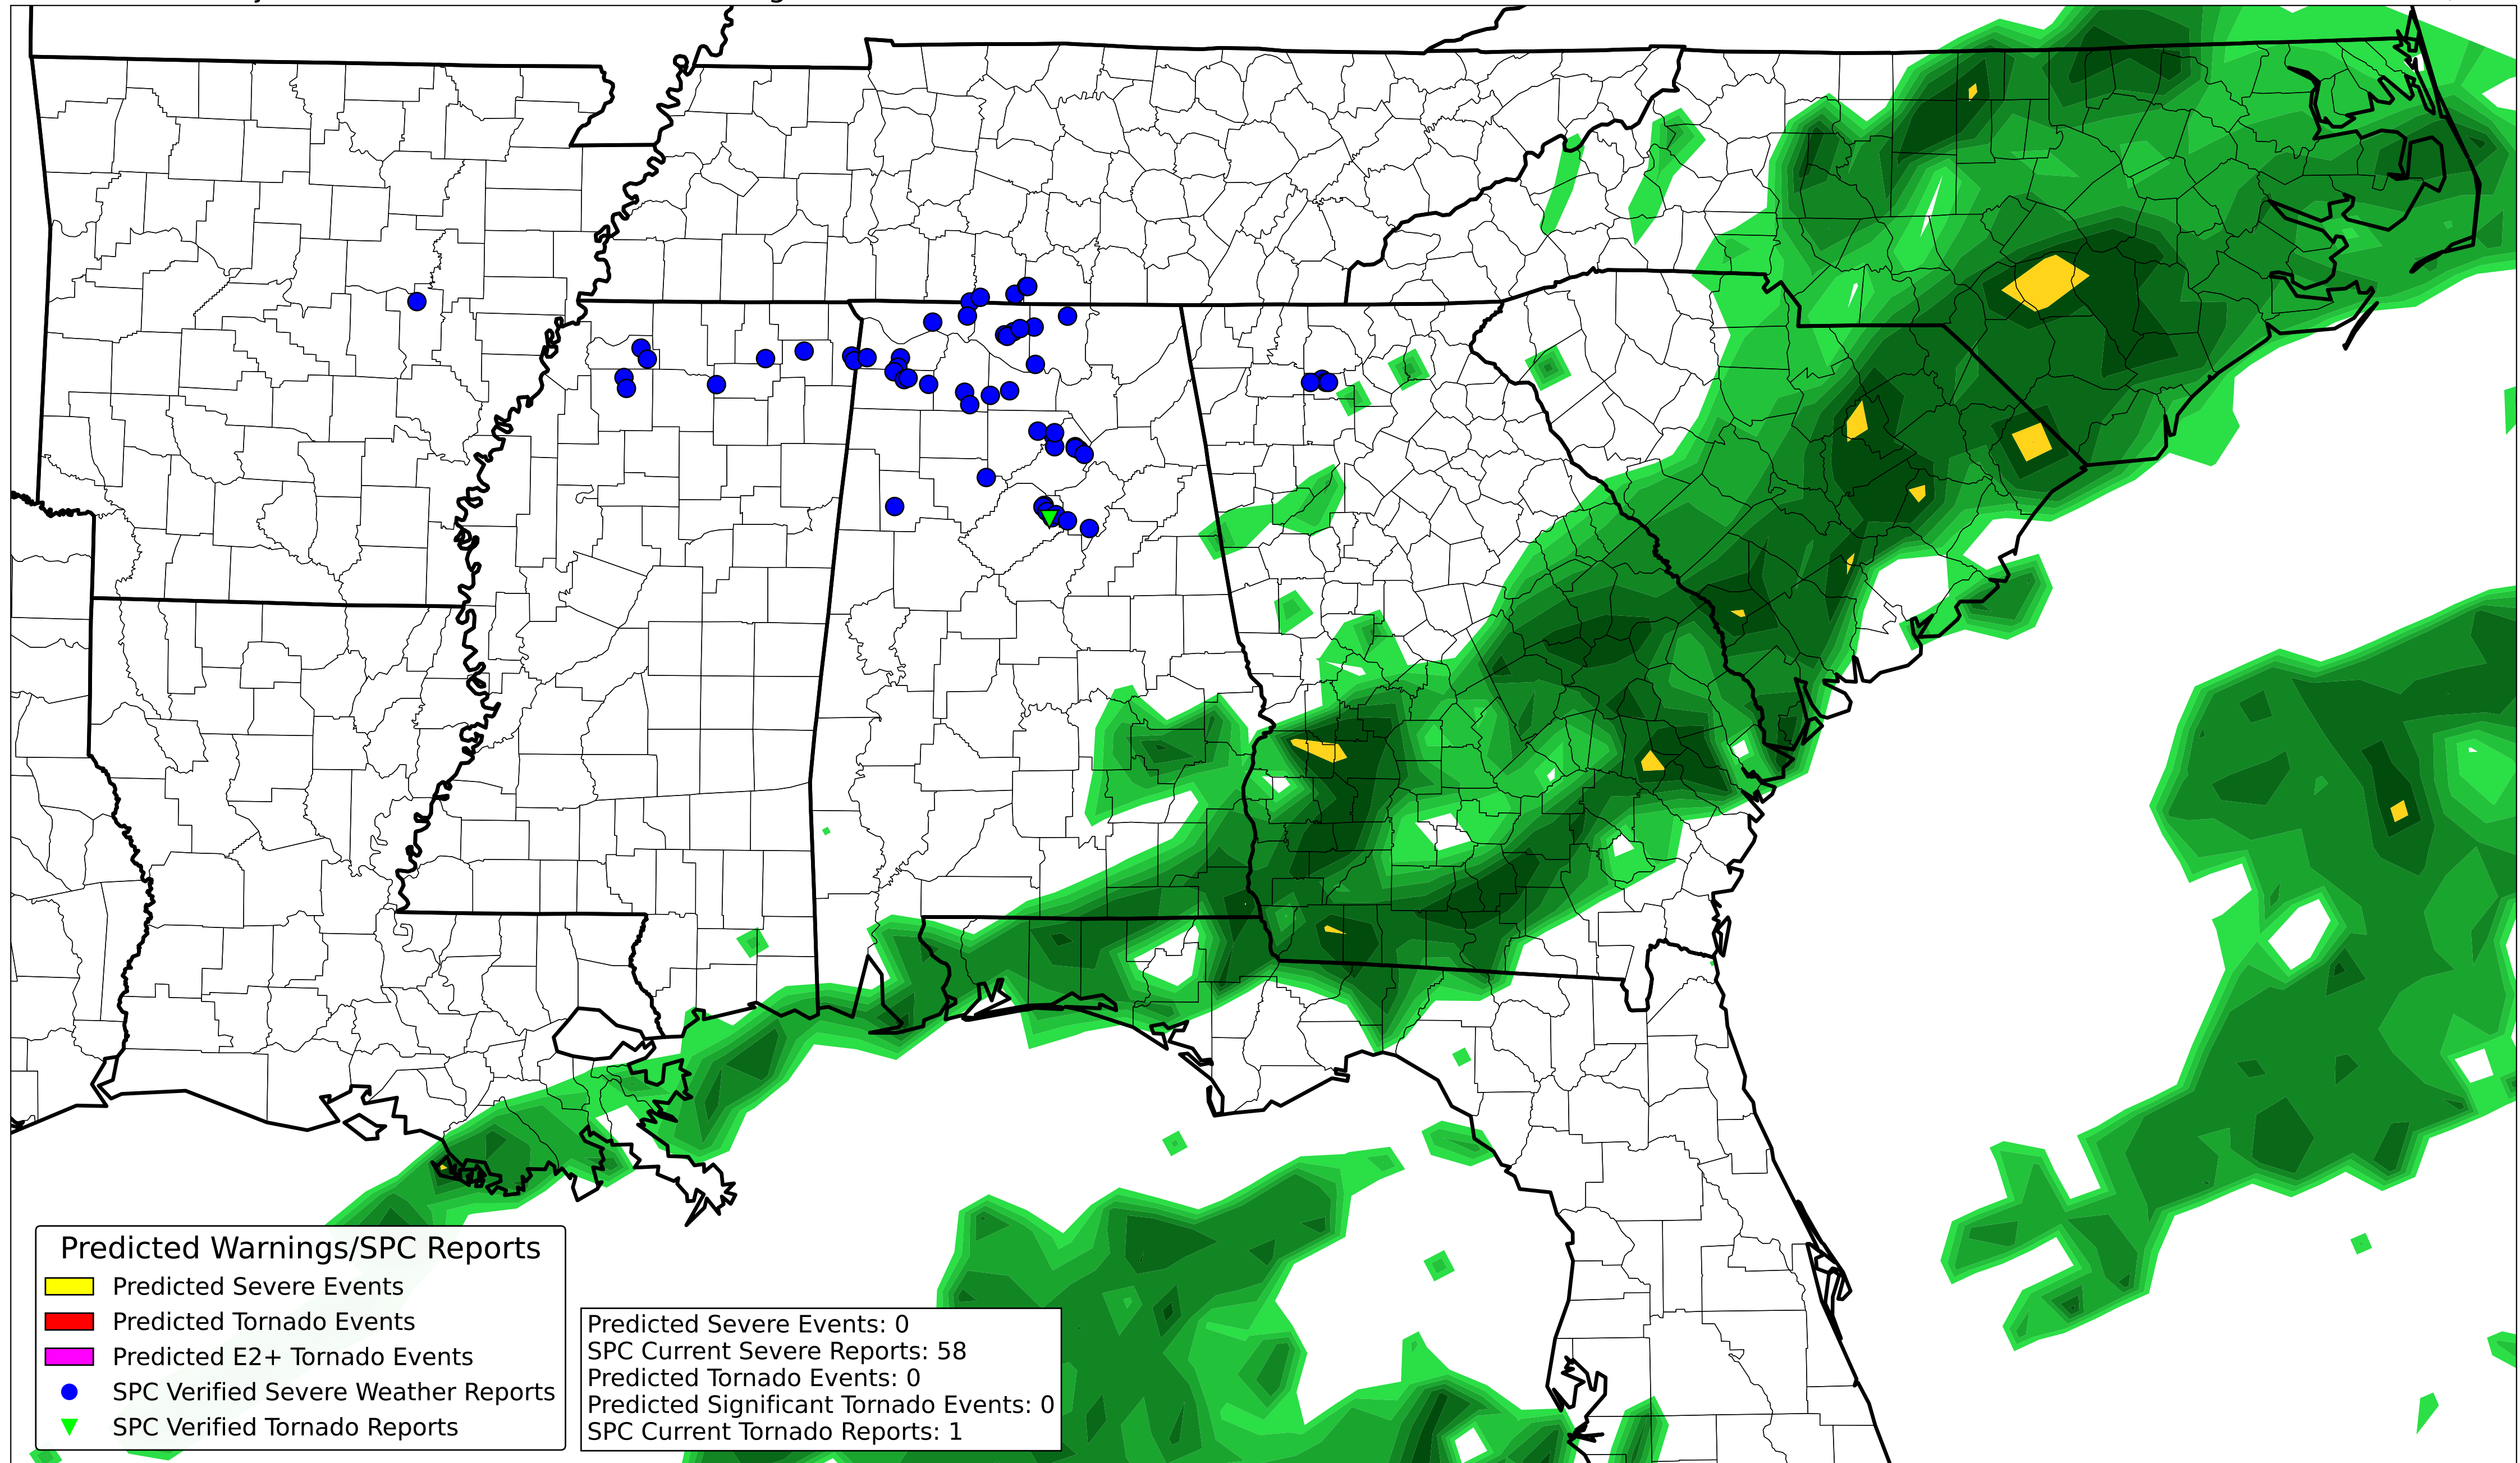 Predicted Warnings/SPC Reports
Predicted Severe Events
Predicted Tornado Events
Predicted E2+ Tornado Events
SPC Verified Severe Weather Reports
SPC Verified Tornado Reports
Predicted Severe Events: 0
SPC Current Severe Reports: 58
Predicted Tornado Events: 0
Predicted Significant Tornado Events: 0
SPC Current Tornado Reports: 1